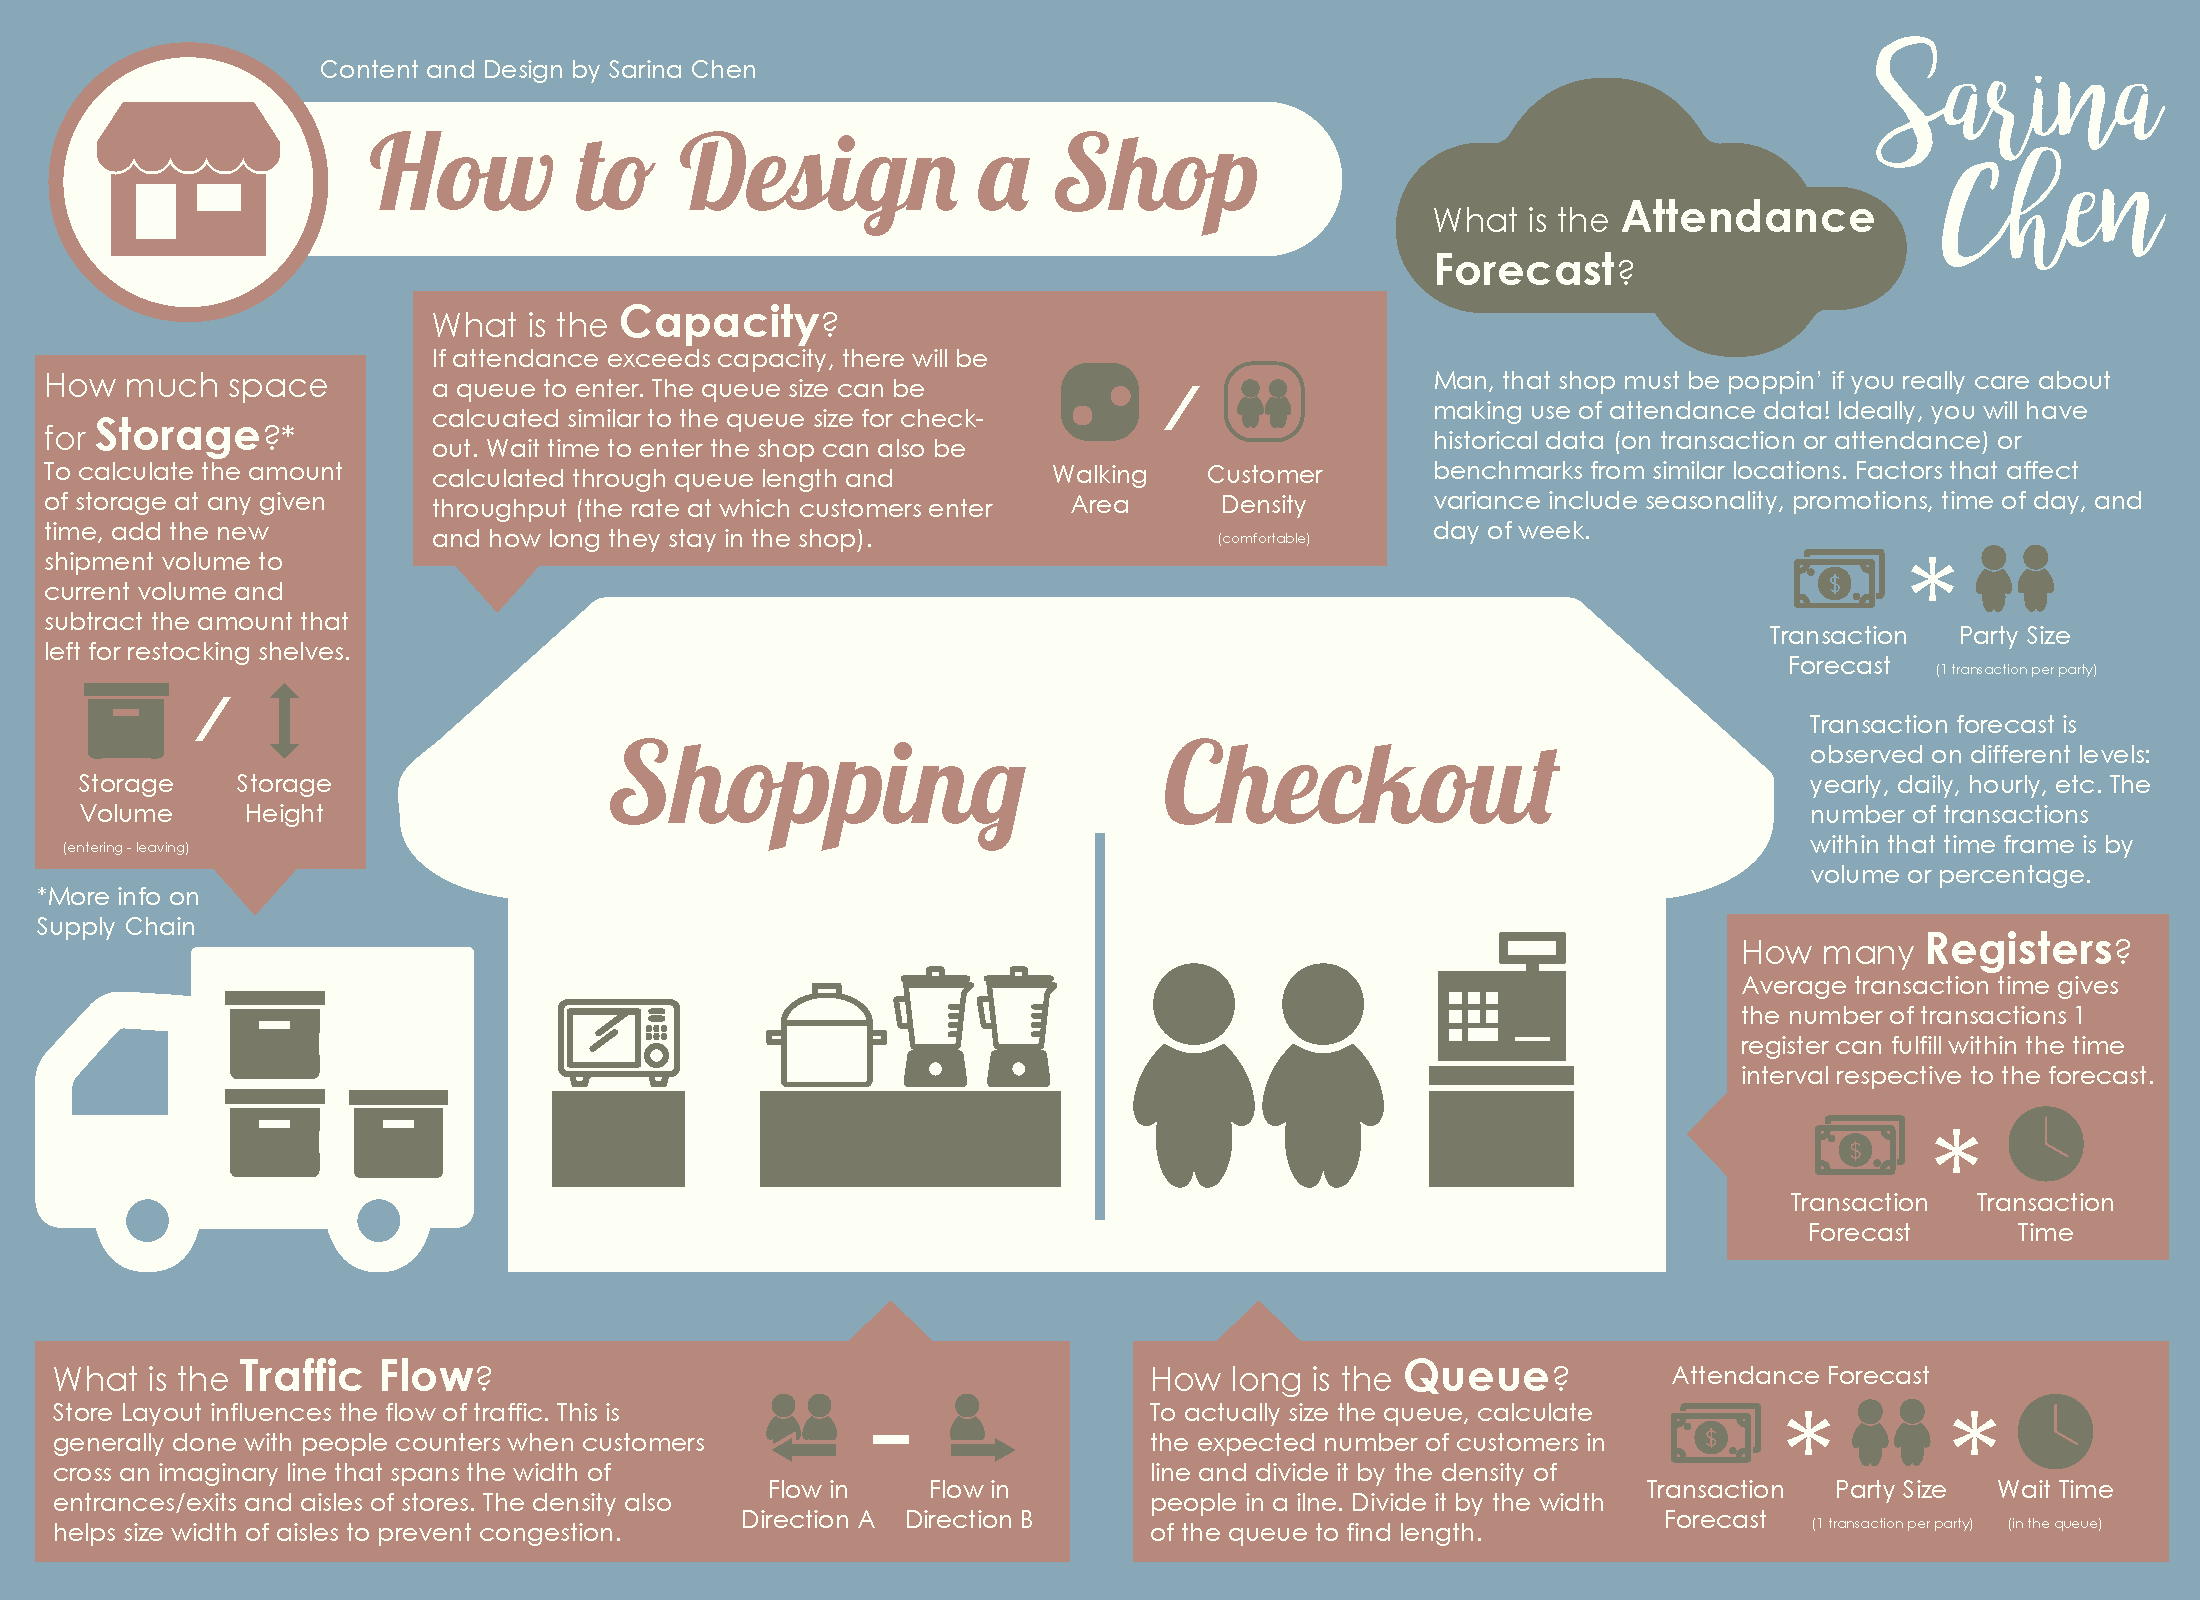 Content and Design by Sarina Chen
How to Design a Shop
Sarina
Chen
What is the Attendance
Forecast?
Man, that shop must be poppin' if you really care about
making use of attendance data! Ideally, you will have
historical data (on transaction or attendance) or
benchmarks from similar locations. Factors that affect
variance include seasonality, promotions, time of day, and
day of week.
$
*
Transaction
Forecast
Party Size
(1 transaction per party)
Transaction forecast is
observed on different levels:
yearly, daily, hourly, etc. The
number of transactions
within that time frame is by
volume or percentage.
What is the Capacity?
If attendance exceeds capacity, there will be
a queue to enter. The queue size can be
calcuated similar to the queue size for check-
out. Wait time to enter the shop can also be
calculated through queue length and
throughput (the rate at which customers enter
and how long they stay in the shop).
/
Walking
Area
Customer
Density
(comfortable)
How much space
for Storage?*
To calculate the amount
of storage at any given
time, add the new
shipment volume to
current volume and
subtract the amount that
left for restocking shelves.
/
Storage
Volume
(entering - leaving)
Storage
Height
*More info on
Supply Chain
Shopping
Checkout
How many Registers?
Average transaction time gives
the number of transactions 1
register can fulfill within the time
interval respective to the forecast.
$
*
Transaction
Forecast
Transaction
Time
What is the Traffic Flow?
Store Layout influences the flow of traffic. This is
generally done with people counters when customers
cross an imaginary line that spans the width of
entrances/exits and aisles of stores. The density also
helps size width of aisles to prevent congestion.
-
Flow in
Direction A
Flow in
Direction B
How long is the Queue?
To actually size the queue, calculate
the expected number of customers in
line and divide it by the density of
people in a ilne. Divide it by the width
of the queue to find length.
Attendance Forecast
$
* *
Transaction
Forecast
Party Size
(1 transaction per party)
Wait Time
(in the queue)